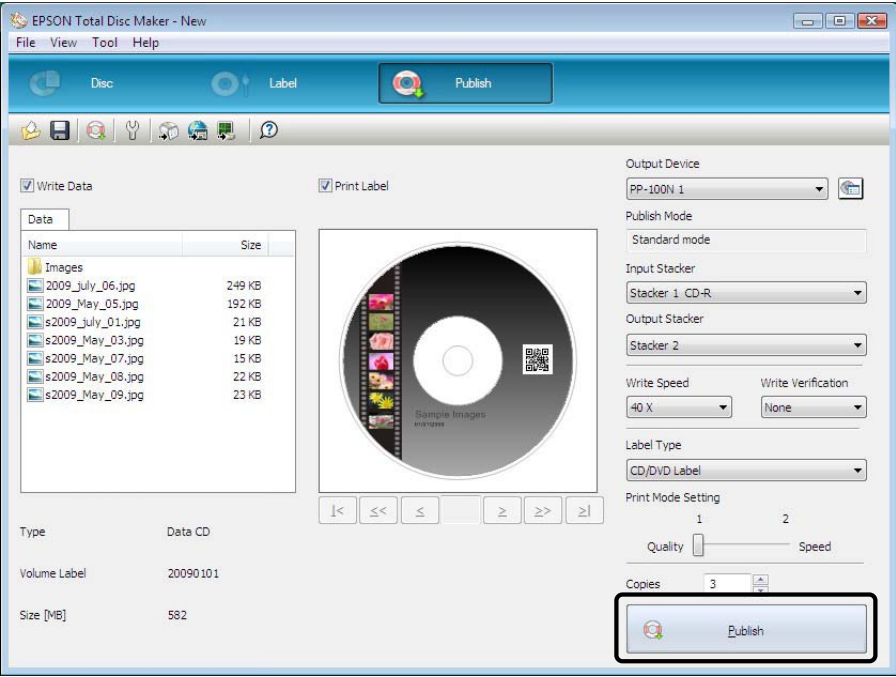 EPSON Total Disc Maker - New
File View Tool Help
Disc Label Publish
Write Data
Print Label
Data
Name Size
Images
2009_july_06.jpg 249 KB
2009_May_05.jpg 192 KB
s2009_july_01.jpg 21 KB
s2009_May_03.jpg 19 KB
s2009_May_07.jpg 15 KB
s2009_May_08.jpg 22 KB
s2009_May_09.jpg 23 KB
Sample Images
|< << < > >> >|
Type Data CD
Volume Label 20090101
Size [MB] 582
Output Device
PP-100N 1
Publish Mode
Standard mode
Input Stacker
Stacker 1 CD-R
Output Stacker
Stacker 2
Write Speed Write Verification
40 X None
Label Type
CD/DVD Label
Print Mode Setting
1 2
Quality Speed
Copies 3
Publish